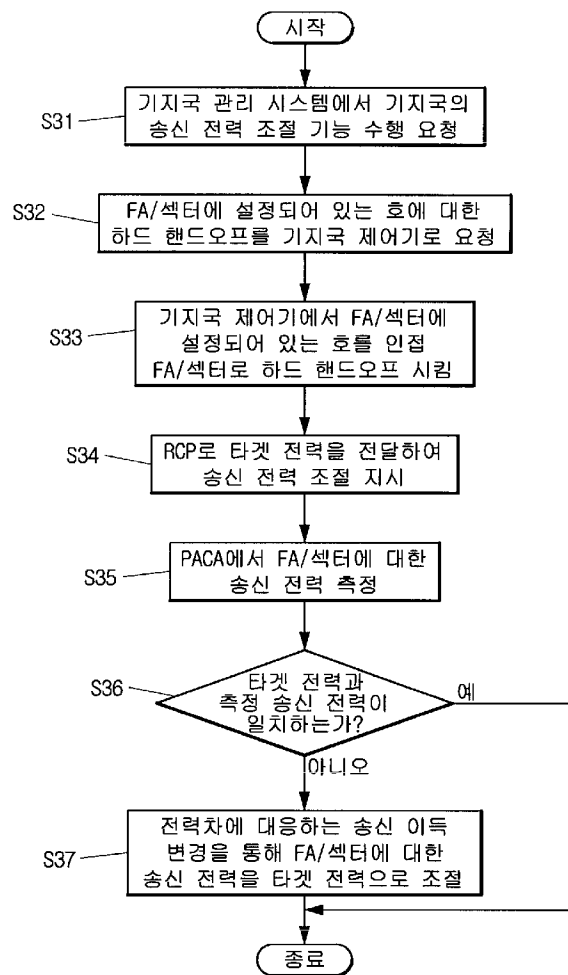 시작
S31
기지국 관리 시스템에서 기지국의
송신 전력 조절 기능 수행 요청
S32
FA/섹터에 설정되어 있는 호에 대한
하드 핸드오프를 기지국 제어기로 요청
S33
기지국 제어기에서 FA/섹터에
설정되어 있는 호를 인접
FA/섹터로 하드 핸드오프 시킴
S34
RCP로 타겟 전력을 전달하여
송신 전력 조절 지시
S35
PACA에서 FA/섹터에 대한
송신 전력 측정
S36
타겟 전력과
측정 송신 전력이
일치하는가?
예
아니오
S37
전력차에 대응하는 송신 이득
변경을 통해 FA/섹터에 대한
송신 전력을 타겟 전력으로 조절
종료